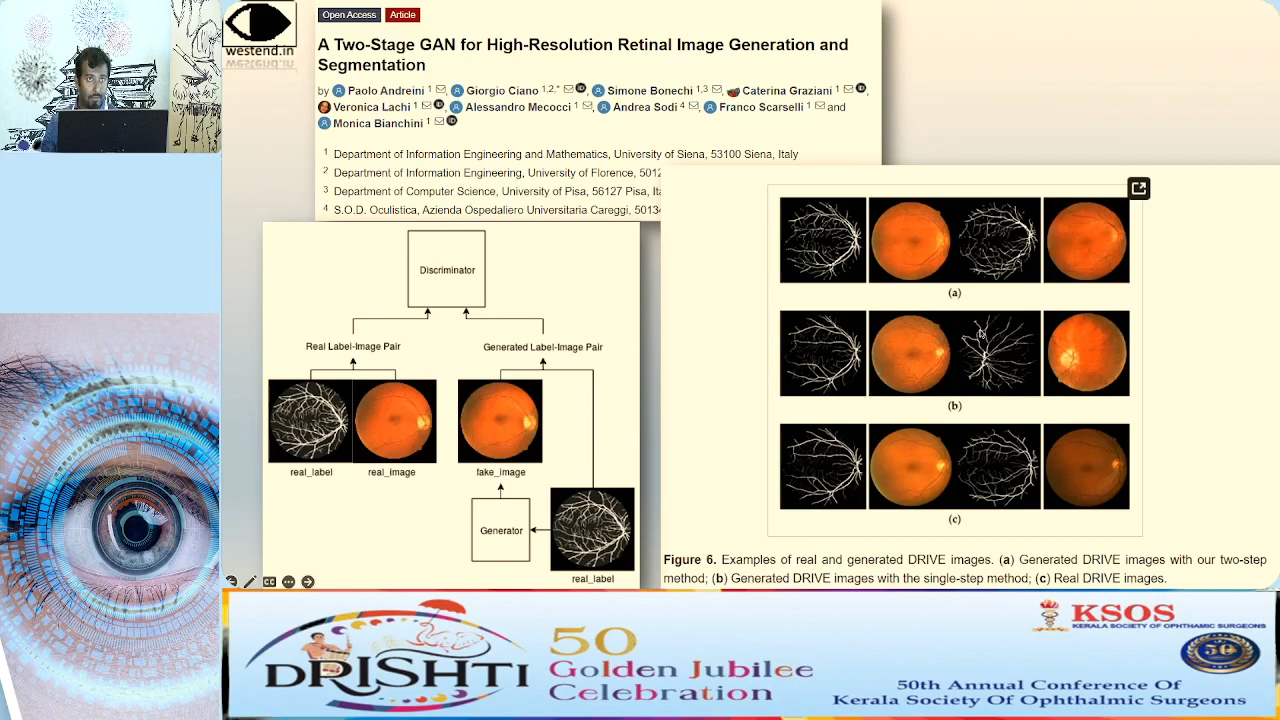 westend.in
Open Access Article
A Two-Stage GAN for High-Resolution Retinal Image Generation and
Segmentation
by Paolo Andreini 1, Giorgio Ciano 1,2,*, Simone Bonechi 1,3, Caterina Graziani 1,
Veronica Lachi 1, Alessandro Mecocci 1, Andrea Sodi 4, Franco Scarselli 1 and
Monica Bianchini 1
1 Department of Information Engineering and Mathematics, University of Siena, 53100 Siena, Italy
2 Department of Information Engineering, University of Florence, 501
3 Department of Computer Science, University of Pisa, 56127 Pisa, Ita
4 S.O.D. Oculistica, Azienda Ospedaliero Universitaria Careggi, 5013
Discriminator
Real Label-Image Pair
Generated Label-Image Pair
real_label
real_image
fake_image
Generator
real_label
(a)
(b)
(c)
Figure 6. Examples of real and generated DRIVE images. (a) Generated DRIVE images with our two-step
method; (b) Generated DRIVE images with the single-step method; (c) Real DRIVE images.
DRISHTI
50
Golden Jubilee
Celebration
KSOS
KERALA SOCIETY OF OPHTHAMIC SURGEONS
50
50th Annual Conference Of
Kerala Society Of Ophthalmic Surgeons